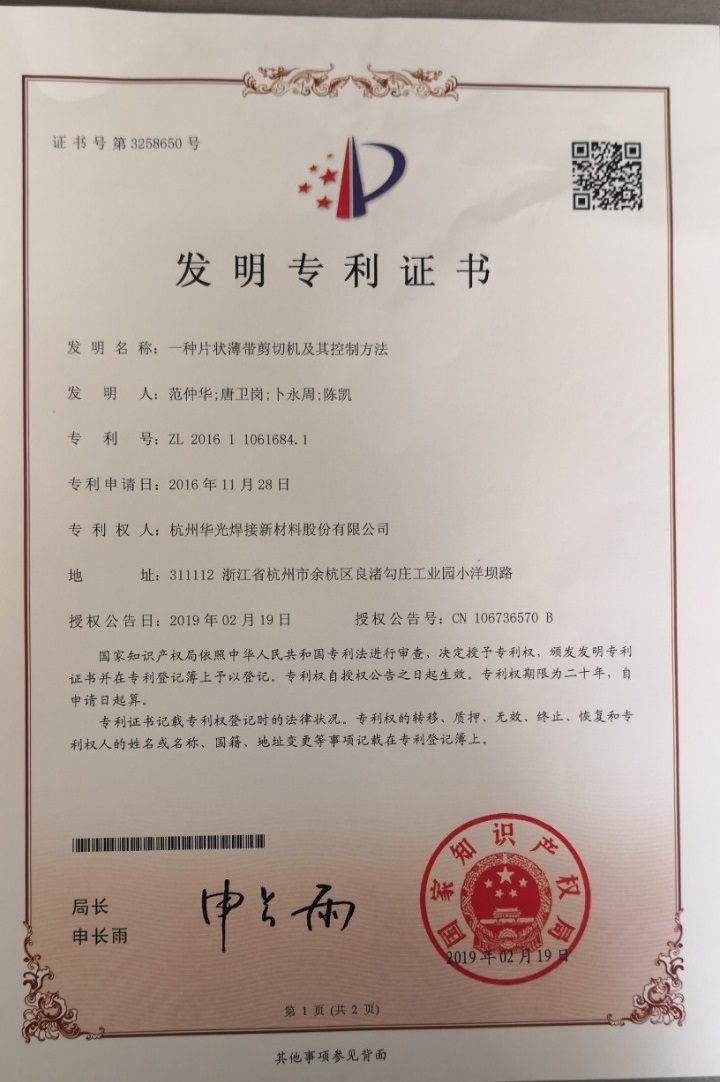 证书号第3258650号
发明专利证书
发明名称：一种片状薄带剪切机及其控制方法
发明人：范仲华;唐卫岗;卜永周;陈凯
专利号：ZL 2016 1 1061684.1
专利申请日：2016年11月28日
专利权人：杭州华光焊接新材料股份有限公司
地址：311112 浙江省杭州市余杭区良渚勾庄工业园小洋坝路
授权公告日：2019年02月19日 授权公告号：CN 106736570 B
国家知识产权局依照中华人民共和国专利法进行审查，决定授予专利权，颁发发明专利
证书并在专利登记簿上予以登记。专利权自授权公告之日起生效。专利权期限为二十年，自
申请日起算。
专利证书记载专利权登记时的法律状况。专利权的转移、质押、无效、终止、恢复和专
利权人的姓名或名称、国籍、地址变更等事项记载在专利登记簿上。
局长
申长雨
申长雨
国家知识产权局
2019年02月19日
第1页(共2页)
其他事项参见背面